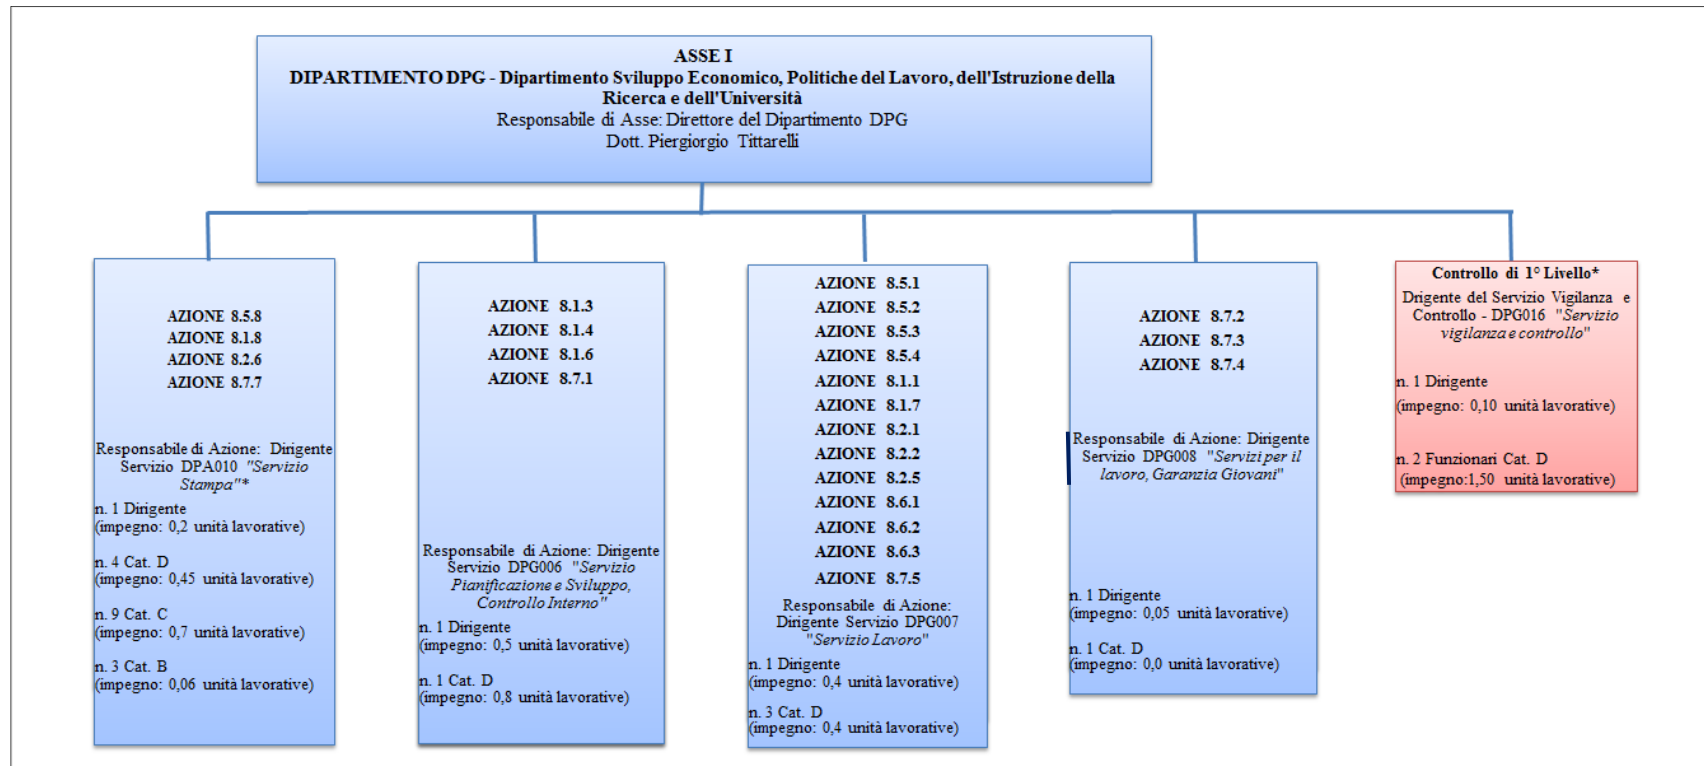 ASSE I
DIPARTIMENTO DPG - Dipartimento Sviluppo Economico, Politiche del Lavoro, dell'Istruzione della
Ricerca e dell'Università
Responsabile di Asse: Direttore del Dipartimento DPG
Dott. Piergiorgio Tittarelli
AZIONE 8.5.8
AZIONE 8.1.8
AZIONE 8.2.6
AZIONE 8.7.7
Responsabile di Azione: Dirigente
Servizio DPA010 "Servizio
Stampa"*
n. 1 Dirigente
(impegno: 0,2 unità lavorative)
n. 4 Cat. D
(impegno: 0,45 unità lavorative)
n. 9 Cat. C
(impegno: 0,7 unità lavorative)
n. 3 Cat. B
(impegno: 0,06 unità lavorative)
AZIONE 8.1.3
AZIONE 8.1.4
AZIONE 8.1.6
AZIONE 8.7.1
Responsabile di Azione: Dirigente
Servizio DPG006 "Servizio
Pianificazione e Sviluppo,
Controllo Interno"
n. 1 Dirigente
(impegno: 0,5 unità lavorative)
n. 1 Cat. D
(impegno: 0,8 unità lavorative)
AZIONE 8.5.1
AZIONE 8.5.2
AZIONE 8.5.3
AZIONE 8.5.4
AZIONE 8.1.1
AZIONE 8.1.7
AZIONE 8.2.1
AZIONE 8.2.2
AZIONE 8.2.5
AZIONE 8.6.1
AZIONE 8.6.2
AZIONE 8.6.3
AZIONE 8.7.5
Responsabile di Azione:
Dirigente Servizio DPG007
"Servizio Lavoro"
n. 1 Dirigente
(impegno: 0,4 unità lavorative)
n. 3 Cat. D
(impegno: 0,4 unità lavorative)
AZIONE 8.7.2
AZIONE 8.7.3
AZIONE 8.7.4
Responsabile di Azione: Dirigente
Servizio DPG008 "Servizi per il
lavoro, Garanzia Giovani"
n. 1 Dirigente
(impegno: 0,05 unità lavorative)
n. 1 Cat. D
(impegno: 0,0 unità lavorative)
Controllo di 1° Livello*
Drigente del Servizio Vigilanza e
Controllo - DPG016 "Servizio
vigilanza e controllo"
n. 1 Dirigente
(impegno: 0,10 unità lavorative)
n. 2 Funzionari Cat. D
(impegno:1,50 unità lavorative)